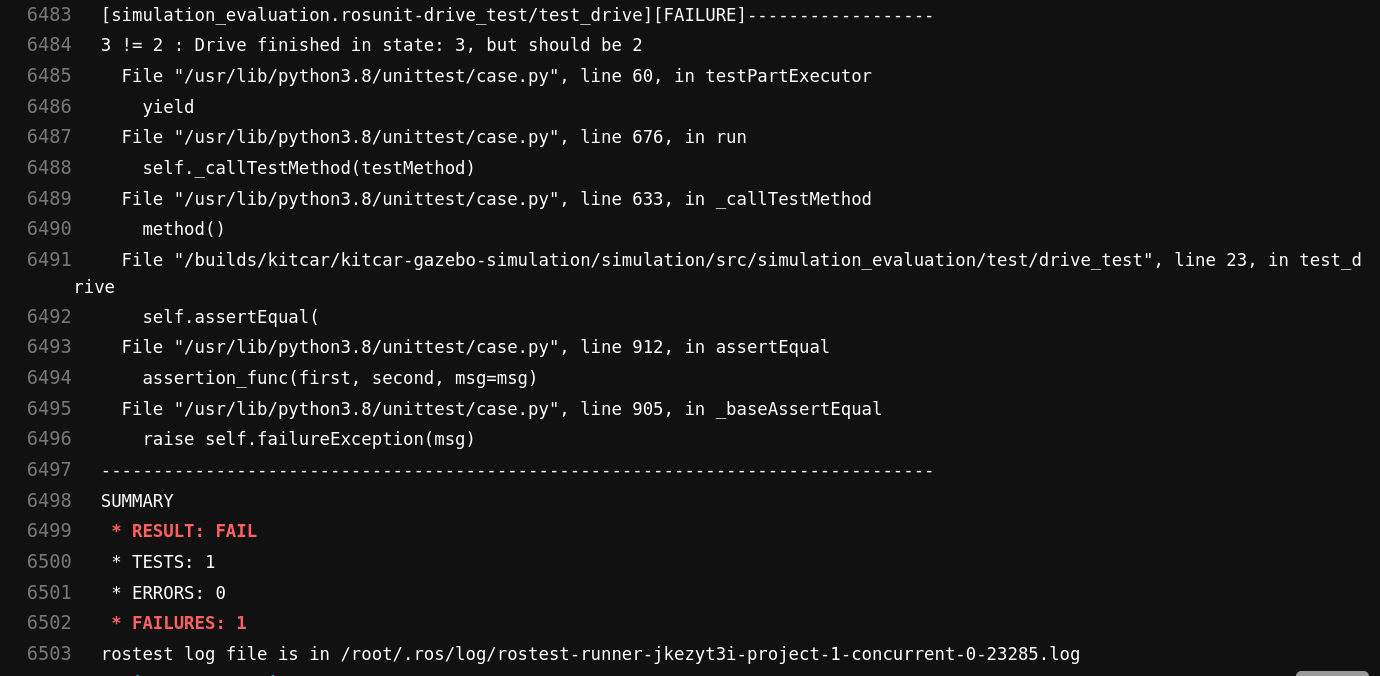 6483 [simulation_evaluation.rosunit-drive_test/test_drive][FAILURE]------------------
6484 3 != 2 : Drive finished in state: 3, but should be 2
6485   File "/usr/lib/python3.8/unittest/case.py", line 60, in testPartExecutor
6486     yield
6487   File "/usr/lib/python3.8/unittest/case.py", line 676, in run
6488     self._callTestMethod(testMethod)
6489   File "/usr/lib/python3.8/unittest/case.py", line 633, in _callTestMethod
6490     method()
6491   File "/builds/kitcar/kitcar-gazebo-simulation/simulation/src/simulation_evaluation/test/drive_test", line 23, in test_d
rive
6492     self.assertEqual(
6493   File "/usr/lib/python3.8/unittest/case.py", line 912, in assertEqual
6494     assertion_func(first, second, msg=msg)
6495   File "/usr/lib/python3.8/unittest/case.py", line 905, in _baseAssertEqual
6496     raise self.failureException(msg)
6497 --------------------------------------------------------------------------------
6498 SUMMARY
6499  * RESULT: FAIL
6500  * TESTS: 1
6501  * ERRORS: 0
6502  * FAILURES: 1
6503 rostest log file is in /root/.ros/log/rostest-runner-jkezyt3i-project-1-concurrent-0-23285.log